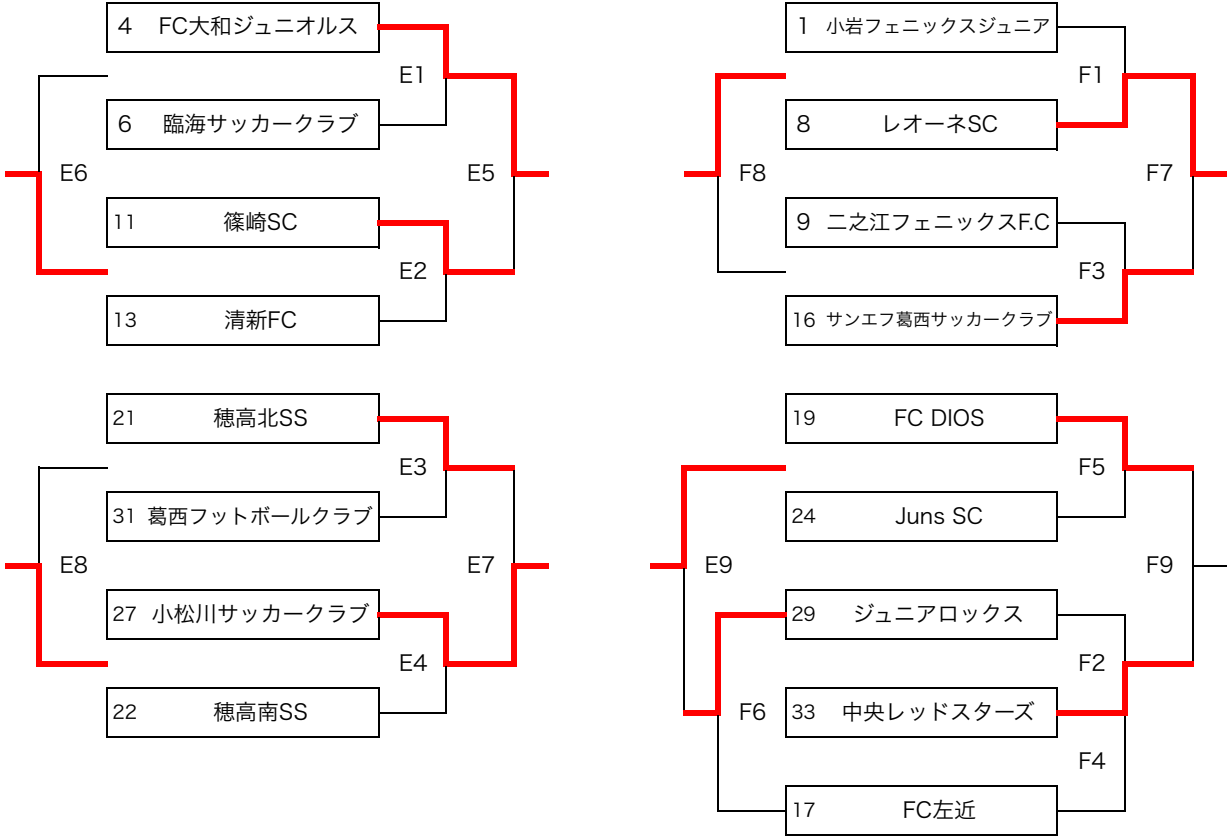 4 FC大和ジュニオルス
E1
6 臨海サッカークラブ
E6
E5
11 篠崎SC
E2
13 清新FC
1 小岩フェニックスジュニア
F1
8 レオーネSC
F8
F7
9 二之江フェニックスF.C
F3
16 サンエフ葛西サッカークラブ
21 穂高北SS
E3
31 葛西フットボールクラブ
E8
E7
27 小松川サッカークラブ
E4
22 穂高南SS
19 FC DIOS
F5
24 Juns SC
E9
F9
29 ジュニアロックス
F2
F6
33 中央レッドスターズ
F4
17 FC左近